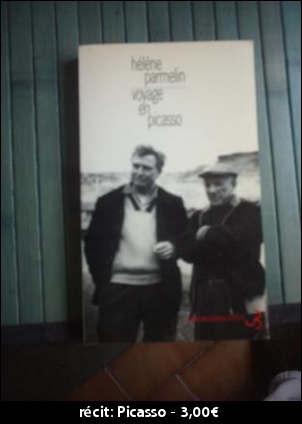 hélène
parmelin
voyage
en
picasso
récit: Picasso - 3,00€